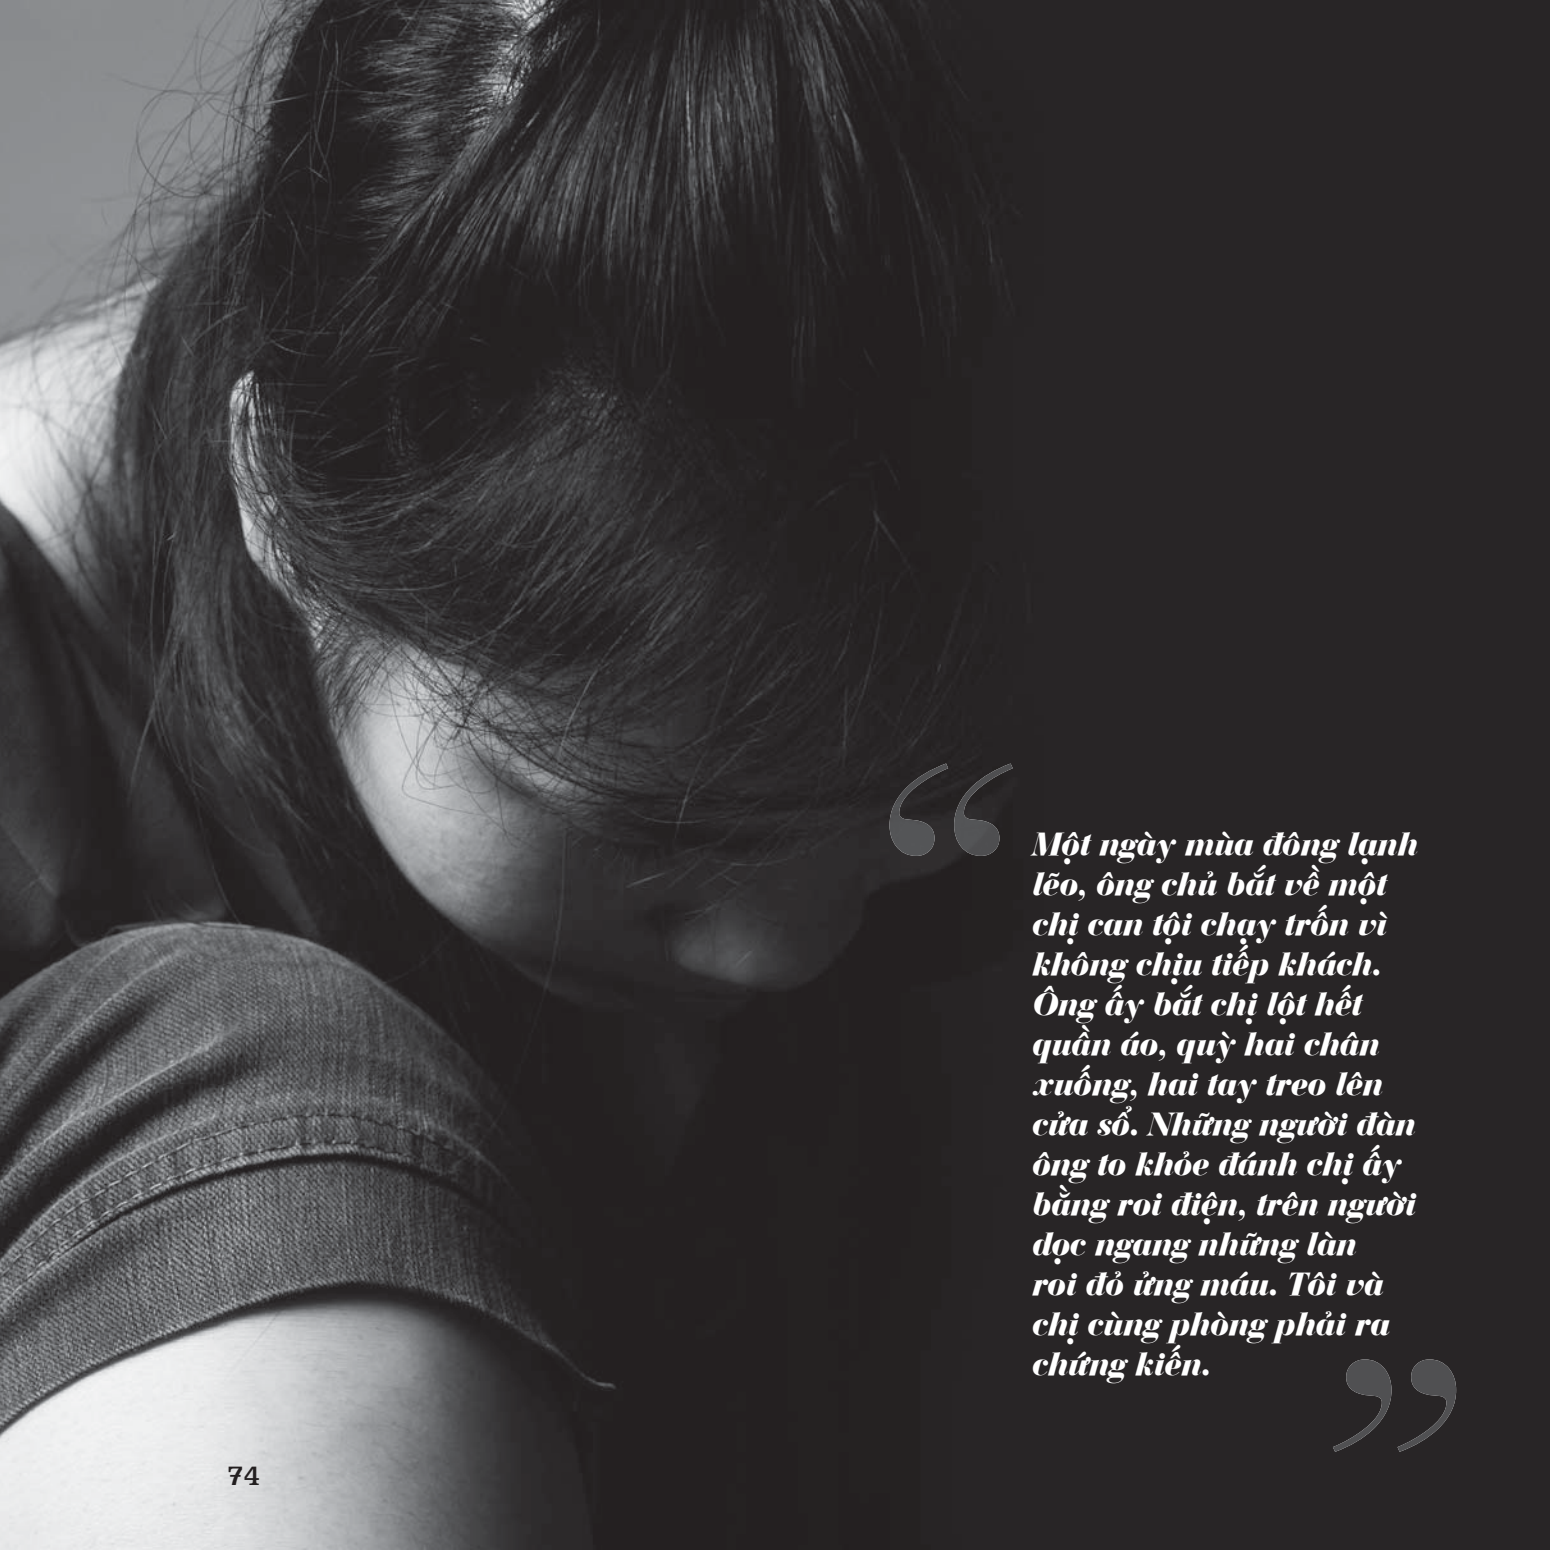 “
Một ngày mùa đông lạnh
lẽo, ông chủ bắt về một
chị can tội chạy trốn vì
không chịu tiếp khách.
Ông ấy bắt chị lột hết
quần áo, quỳ hai chân
xuống, hai tay treo lên
cửa sổ. Những người đàn
ông to khỏe đánh chị ấy
bằng roi điện, trên người
dọc ngang những làn
roi đỏ ửng máu. Tôi và
chị cùng phòng phải ra
chứng kiến.
”
74